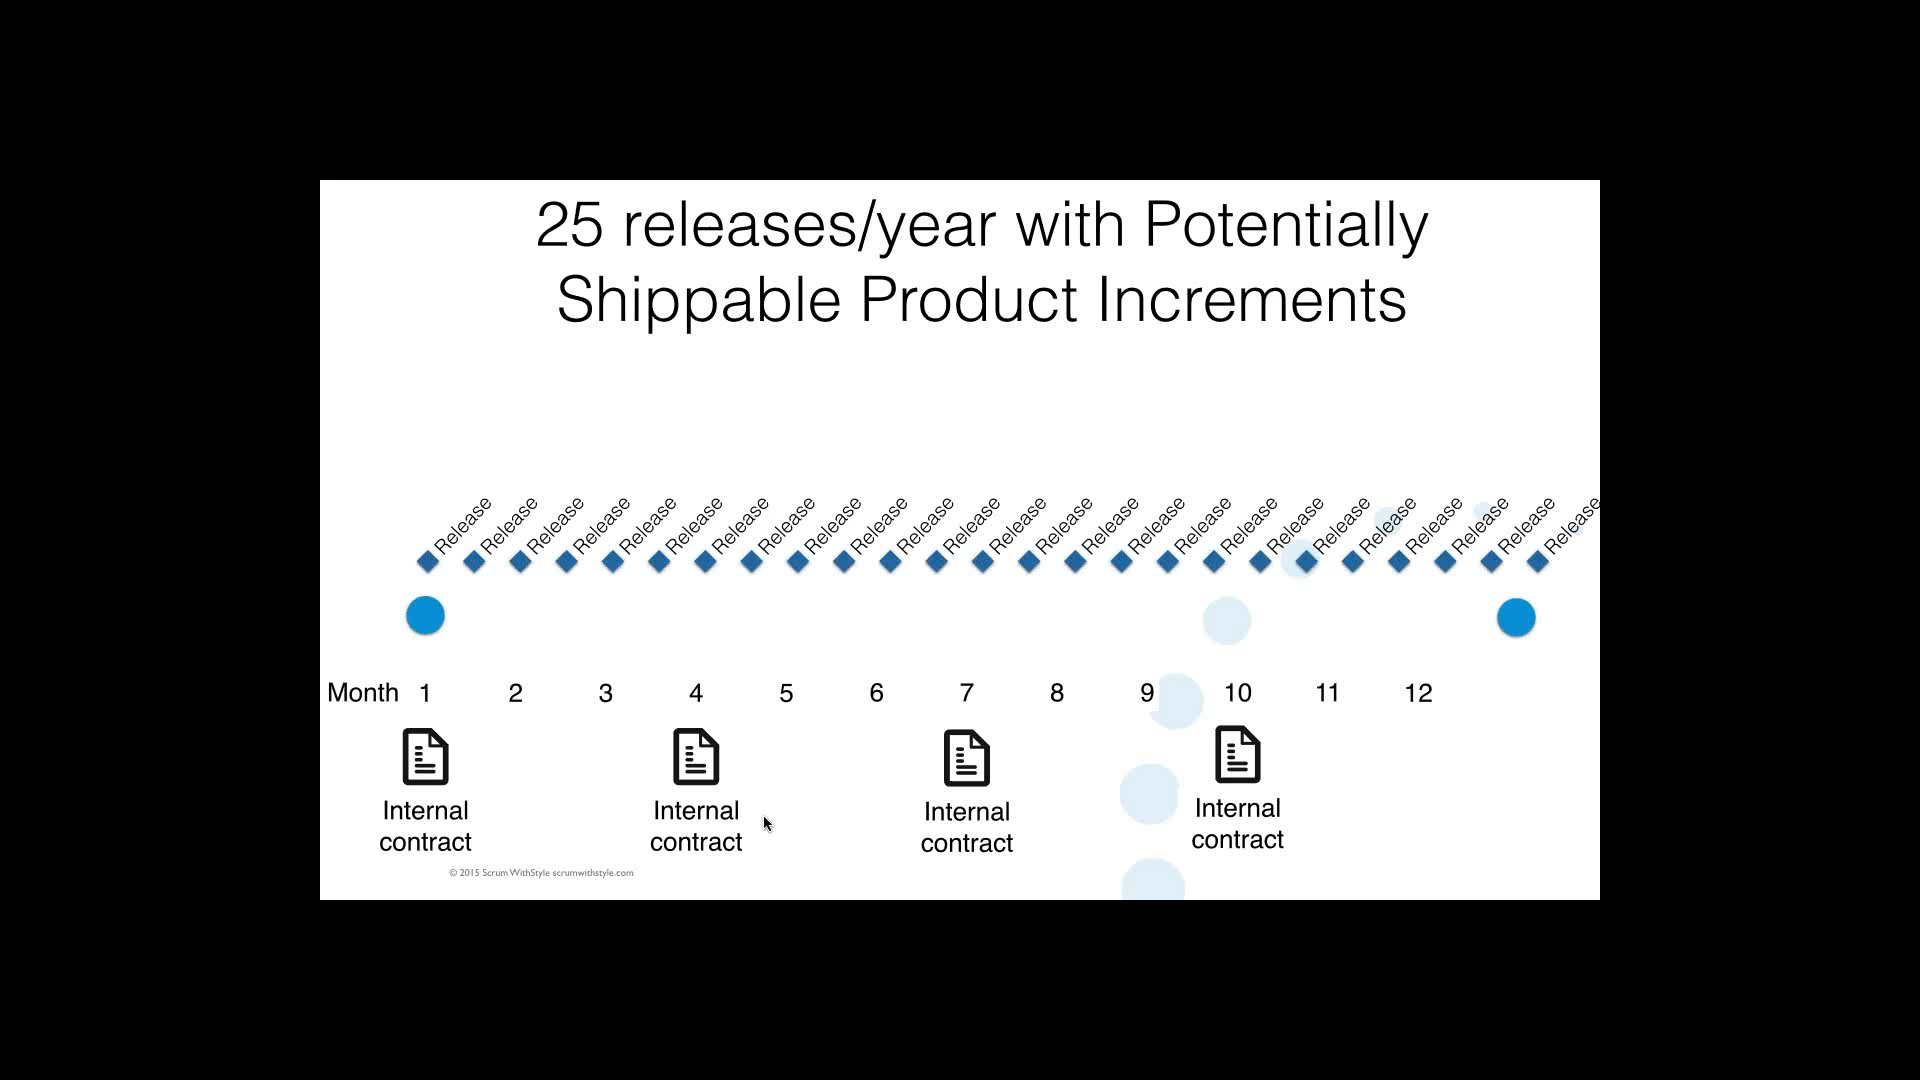 25 releases/year with Potentially
Shippable Product Increments
Release Release Release Release Release Release Release Release Release Release Release Release Release Release Release Release Release Release Release Release Release Release Release Release Release
Month 1 2 3 4 5 6 7 8 9 10 11 12
Internal
contract
Internal
contract
Internal
contract
Internal
contract
© 2015 Scrum WithStyle scrumwithstyle.com